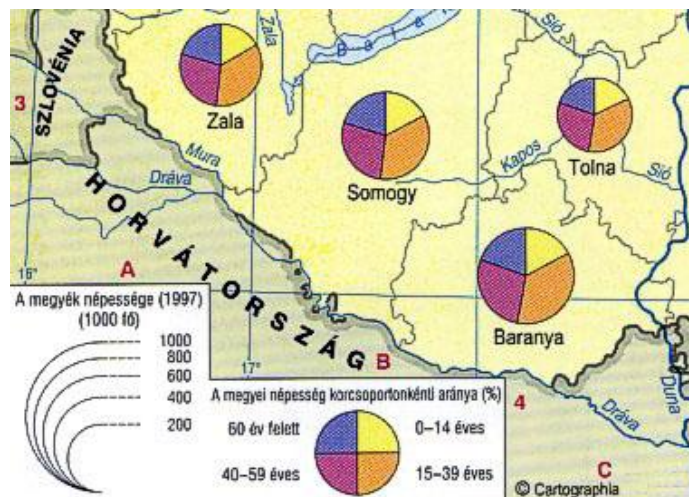 Zala
Bala
Sió
SZLOVÉNIA
3
Zala
Mura
Somogy
Kapos
Tolna
Sió
Dráva
HORVÁTORSZÁG
A
16°
Baranya
A megyék népessége (1997)
(1000 fő)
1000
800
600
400
200
17°
B
4
Duna
Dráva
C
A megyei népesség korcsoportonkénti aránya (%)
60 év felett
0–14 éves
40–59 éves
15–39 éves
© Cartographia